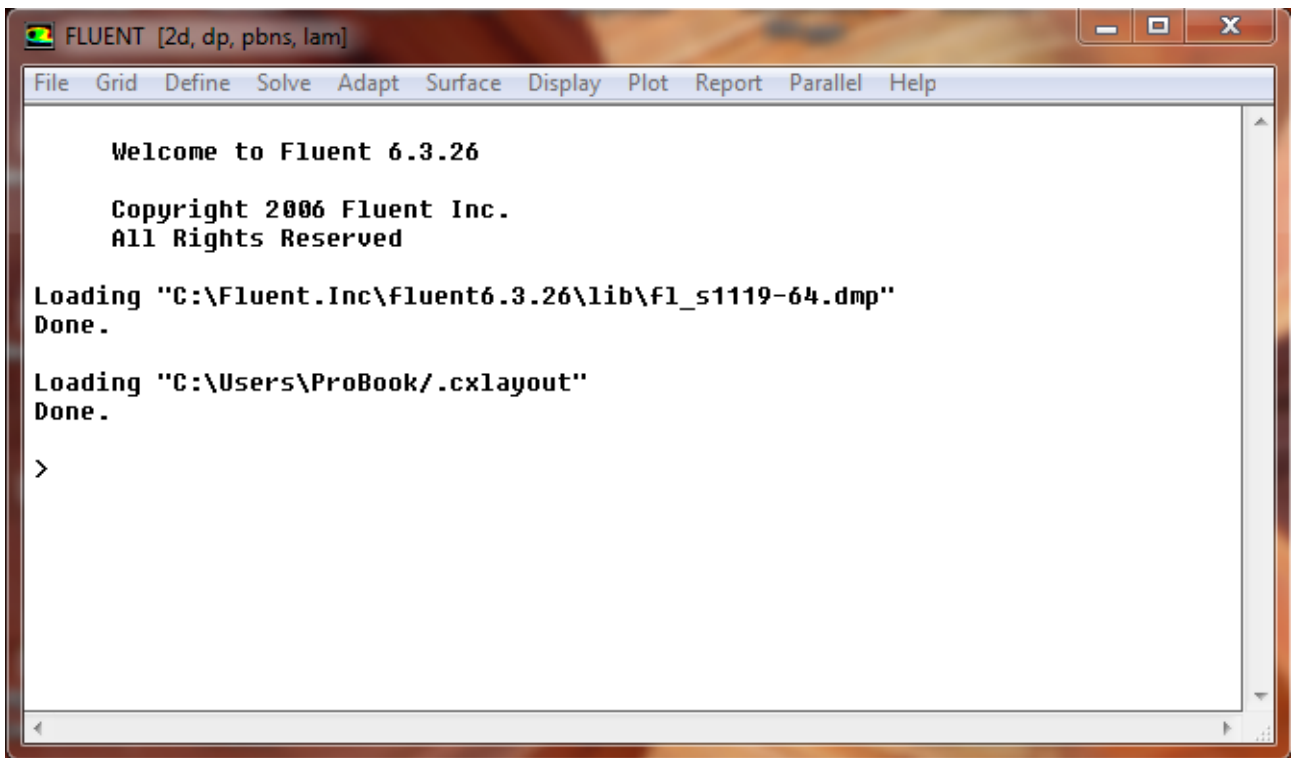 FLUENT [2d, dp, pbns, lam]
File Grid Define Solve Adapt Surface Display Plot Report Parallel Help
Welcome to Fluent 6.3.26
Copyright 2006 Fluent Inc.
All Rights Reserved
Loading "C:\Fluent.Inc\fluent6.3.26\lib\fl_s1119-64.dmp"
Done.
Loading "C:\Users\ProBook/.cxlayout"
Done.
>